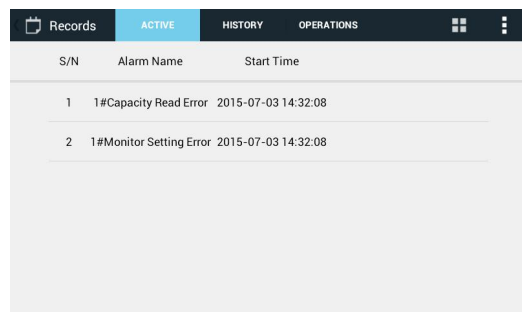 Records ACTIVE HISTORY OPERATIONS
S/N Alarm Name Start Time
1 1#Capacity Read Error 2015-07-03 14:32:08
2 1#Monitor Setting Error 2015-07-03 14:32:08